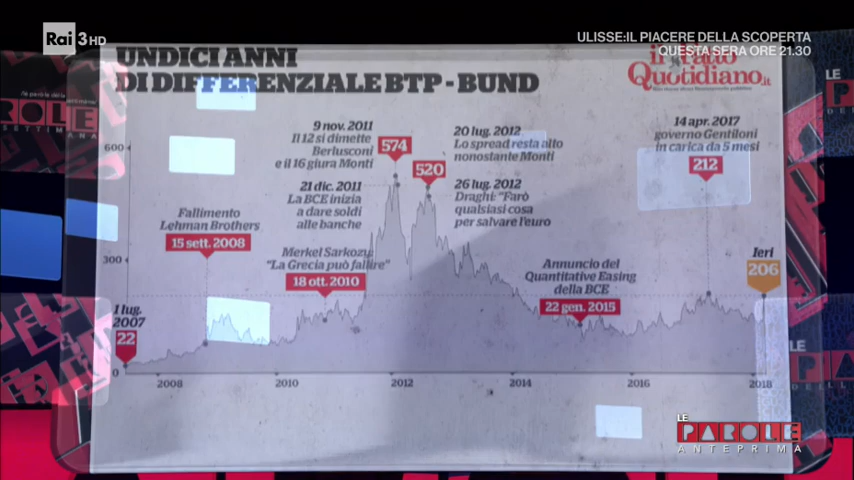 Rai 3HD
ULISSE:IL PIACERE DELLA SCOPERTA
QUESTA SERA ORE 21.30
UNDICI ANNI
DI DIFFERENZIALE BTP - BUND
il Fatto
Quotidiano.it
LE
PAROLE
SETTIMANA
9 nov. 2011
Il 12 si dimette
Berlusconi
e il 16 giura Monti
574
20 lug. 2012
Lo spread resta allo
nonostante Monti
520
14 apr. 2017
governo Gentiloni
in carica da 5 mesi
212
600
21 dic. 2011
La BCE inizia
a dare soldi
alle banche
26 lug. 2012
Draghi: "Farò
qualsiasi cosa
per salvare l'euro
Fallimento
Lehman Brothers
15 sett. 2008
Merkel Sarkozy:
"La Grecia può fallire"
18 ott. 2010
Annuncio del
Quantitative Easing
della BCE
22 gen. 2015
Ieri
206
300
1 lug.
2007
22
0
2008
2010
2012
2014
2016
2018
LE
PAROLE
ANTEPRIMA